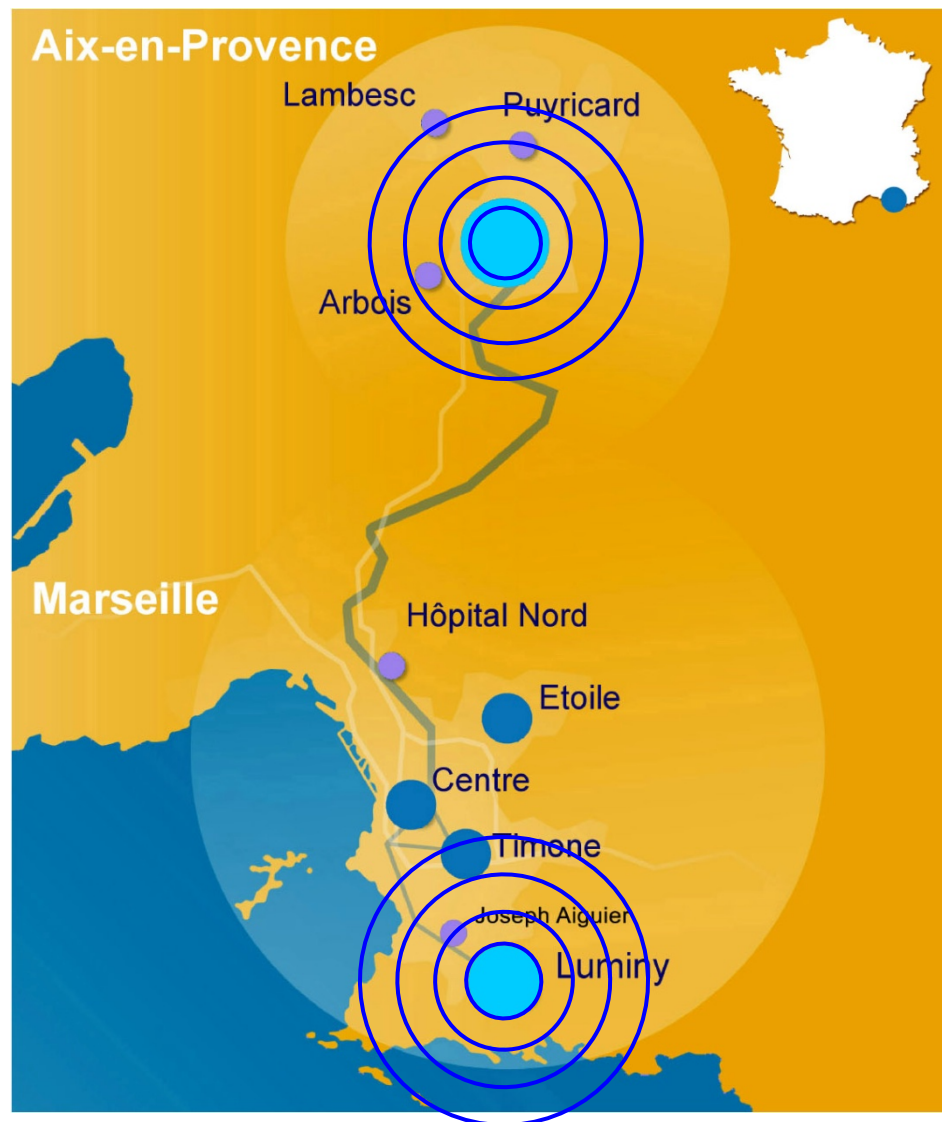 Aix-en-Provence
Lambesc
Puyricard
Arbois
Marseille
Hôpital Nord
Etoile
Centre
Timone
Joseph Aiguier
Luminy